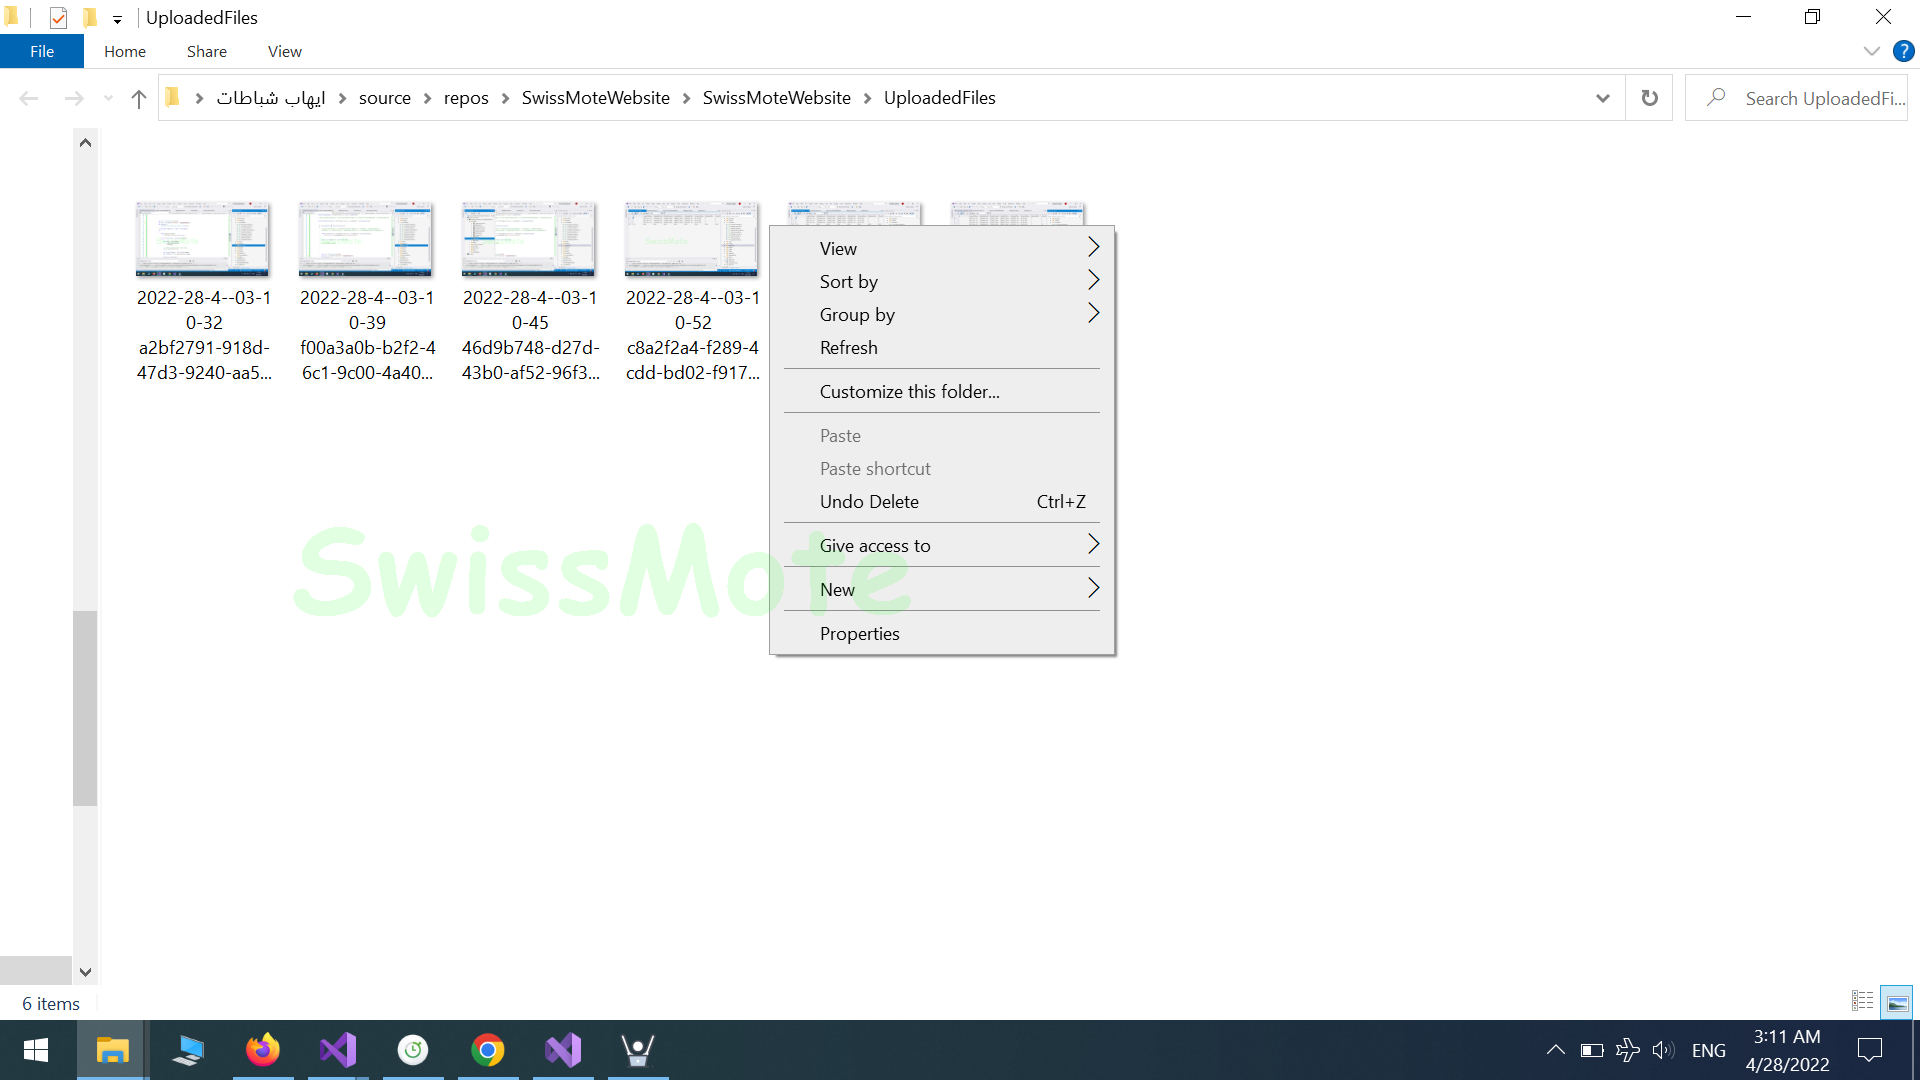 UploadedFiles
File Home Share View
ايهاب شباطات source repos SwissMoteWebsite SwissMoteWebsite UploadedFiles
Search UploadedFi...
2022-28-4--03-10-32 a2bf2791-918d-47d3-9240-aa5...
2022-28-4--03-10-39 f00a3a0b-b2f2-46c1-9c00-4a40...
2022-28-4--03-10-45 46d9b748-d27d-43b0-af52-96f3...
2022-28-4--03-10-52 c8a2f2a4-f289-4cdd-bd02-f917...
View
Sort by
Group by
Refresh
Customize this folder...
Paste
Paste shortcut
Undo Delete Ctrl+Z
Give access to
New
Properties
SwissMote
6 items
ENG
3:11 AM
4/28/2022